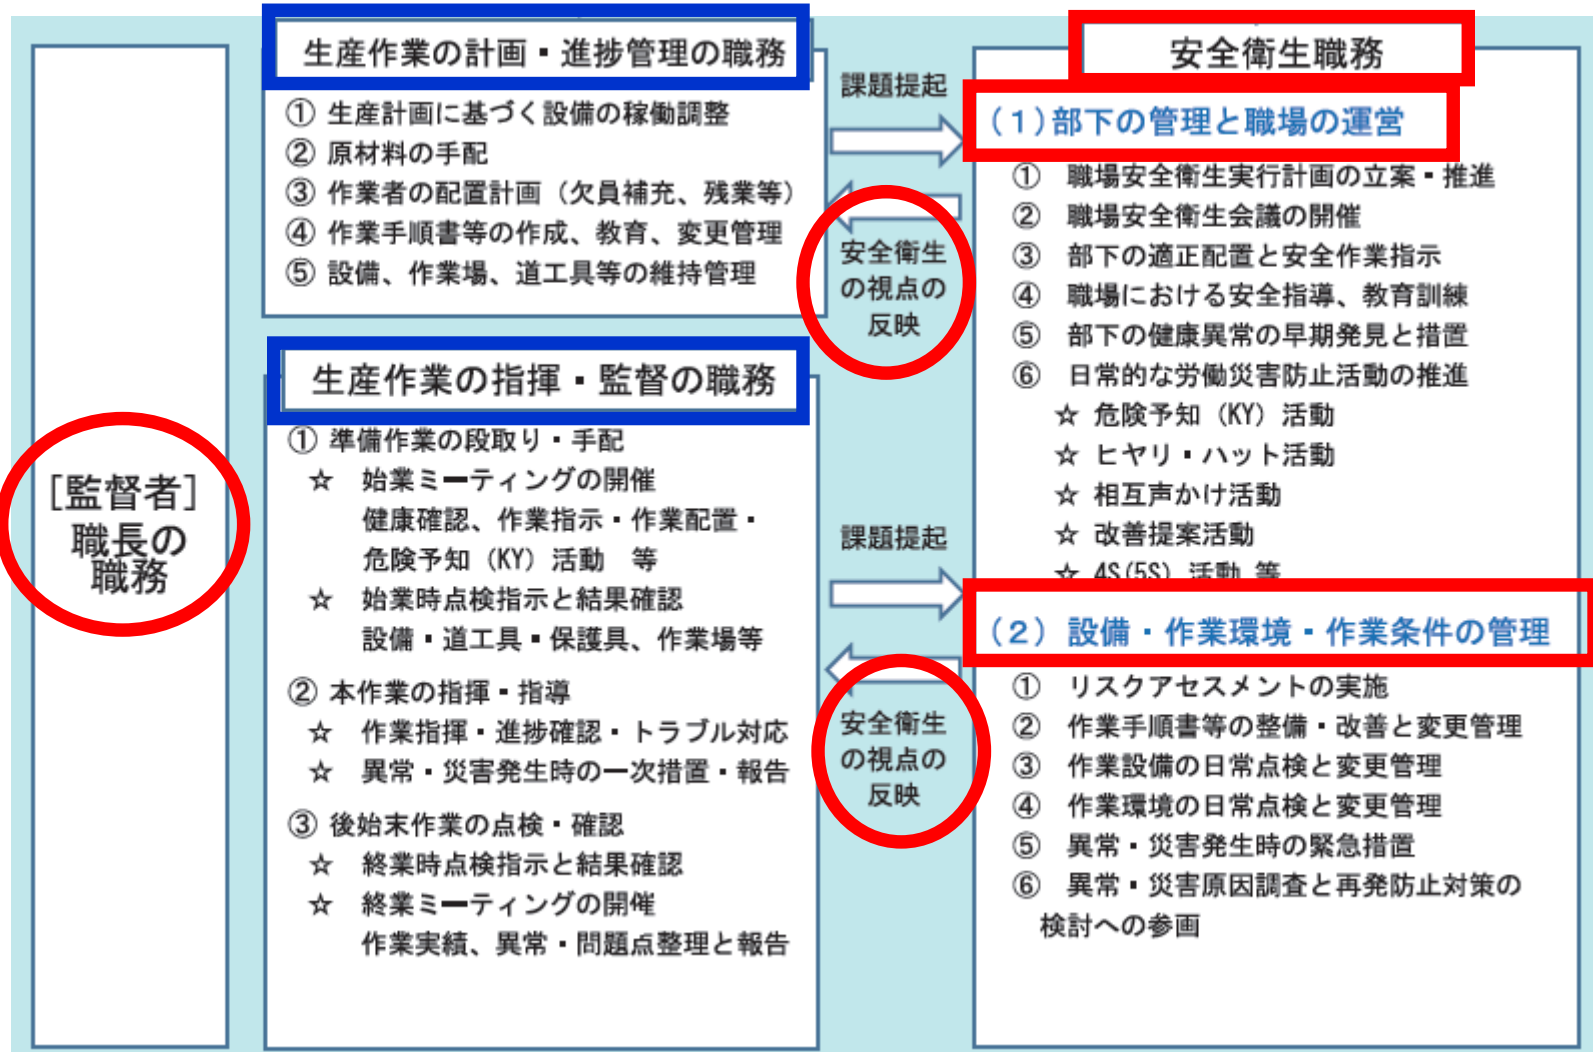 ［監督者］
職長の
職務
生産作業の計画・進捗管理の職務
① 生産計画に基づく設備の稼働調整
② 原材料の手配
③ 作業者の配置計画（欠員補充、残業等）
④ 作業手順書等の作成、教育、変更管理
⑤ 設備、作業場、道工具等の維持管理
生産作業の指揮・監督の職務
① 準備作業の段取り・手配
☆ 始業ミーティングの開催
健康確認、作業指示・作業配置・
危険予知（KY）活動 等
☆ 始業時点検指示と結果確認
設備・道工具・保護具、作業場等
② 本作業の指揮・指導
☆ 作業指揮・進捗確認・トラブル対応
☆ 異常・災害発生時の一次措置・報告
③ 後始末作業の点検・確認
☆ 終業時点検指示と結果確認
☆ 終業ミーティングの開催
作業実績、異常・問題点整理と報告
課題提起
安全衛生
の視点の
反映
課題提起
安全衛生
の視点の
反映
安全衛生職務
（１）部下の管理と職場の運営
① 職場安全衛生実行計画の立案・推進
② 職場安全衛生会議の開催
③ 部下の適正配置と安全作業指示
④ 職場における安全指導、教育訓練
⑤ 部下の健康異常の早期発見と措置
⑥ 日常的な労働災害防止活動の推進
☆ 危険予知（KY）活動
☆ ヒヤリ・ハット活動
☆ 相互声かけ活動
☆ 改善提案活動
☆ 4S(5S) 活動 等
（２）設備・作業環境・作業条件の管理
① リスクアセスメントの実施
② 作業手順書等の整備・改善と変更管理
③ 作業設備の日常点検と変更管理
④ 作業環境の日常点検と変更管理
⑤ 異常・災害発生時の緊急措置
⑥ 異常・災害原因調査と再発防止対策の
検討への参画